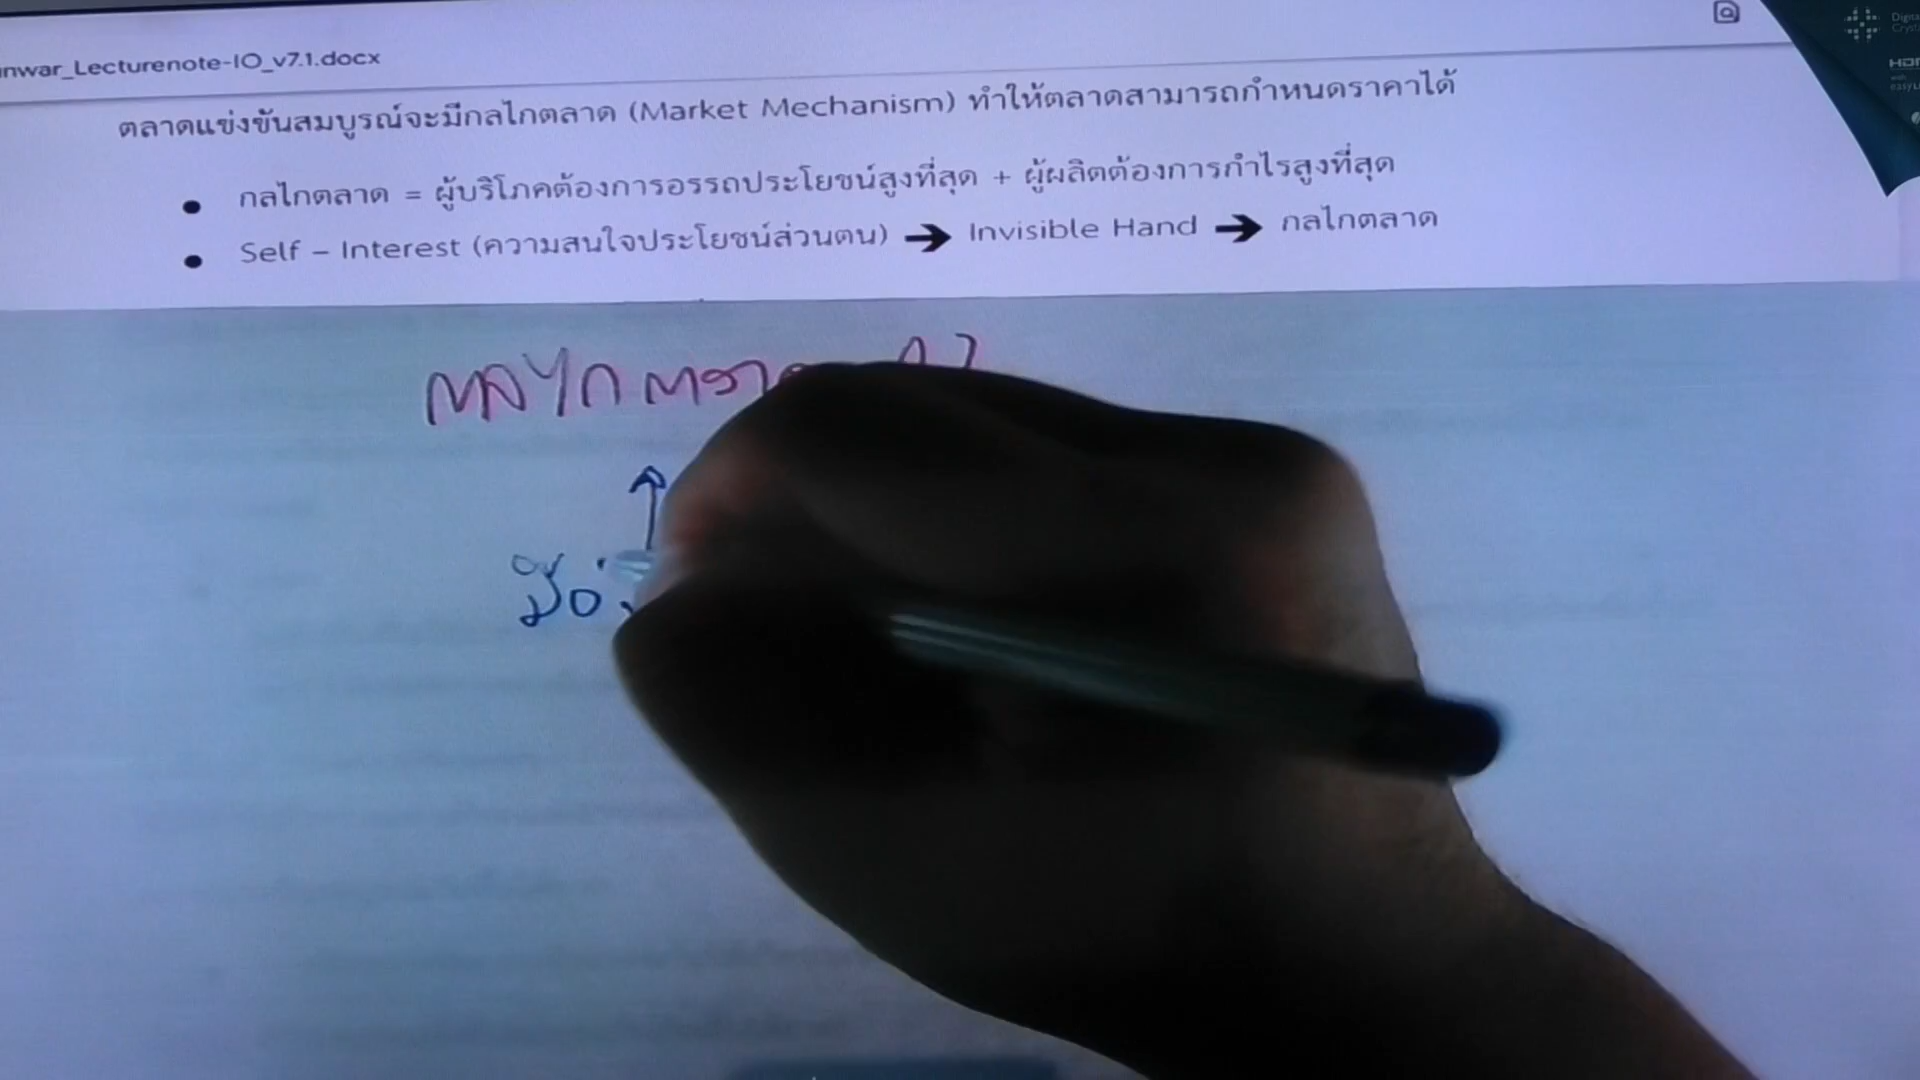 nwar_Lecturenote-IO_v7.1.docx
ตลาดแข่งขันสมบูรณ์จะมีกลไกตลาด (Market Mechanism) ทำให้ตลาดสามารถกำหนดราคาได้
• กลไกตลาด = ผู้บริโภคต้องการอรรถประโยชน์สูงที่สุด + ผู้ผลิตต้องการกำไรสูงที่สุด
• Self – Interest (ความสนใจประโยชน์ส่วนตน) ➔ Invisible Hand ➔ กลไกตลาด
กลไก
มือ